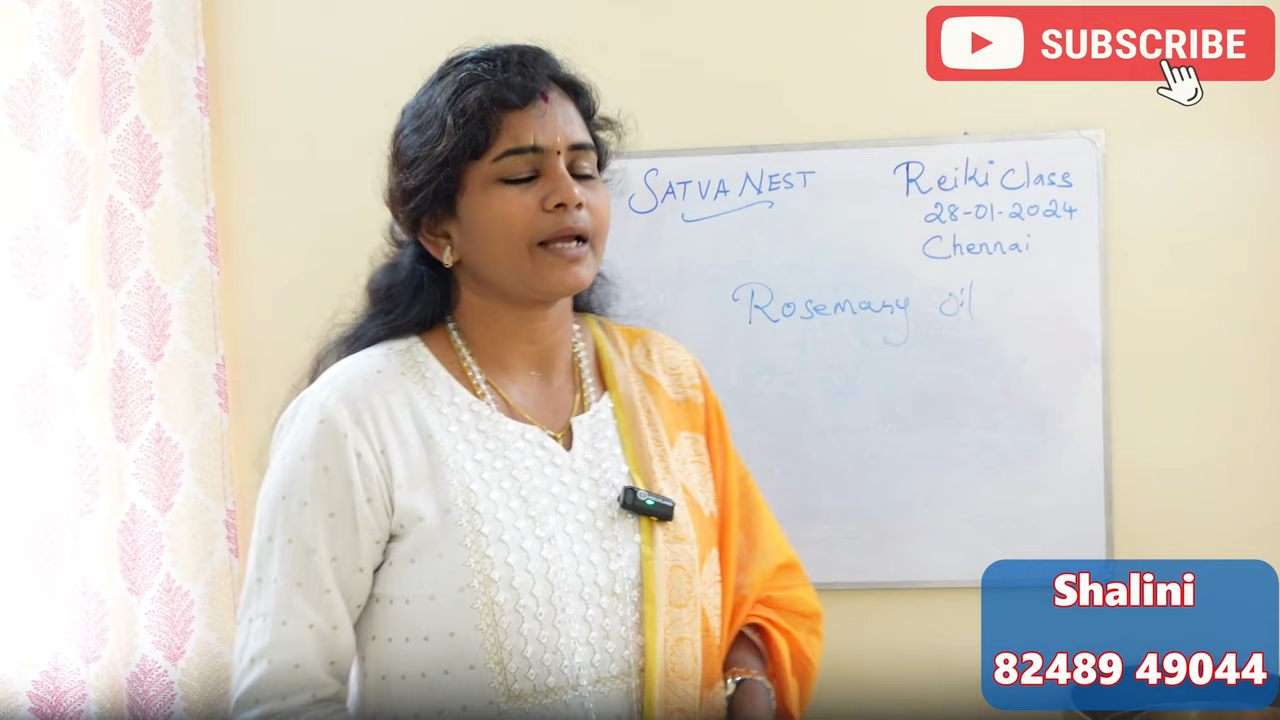 SUBSCRIBE
SATVA NEST
Reiki Class
28-01-2024
Chennai
Rosemary oil
Shalini
82489 49044